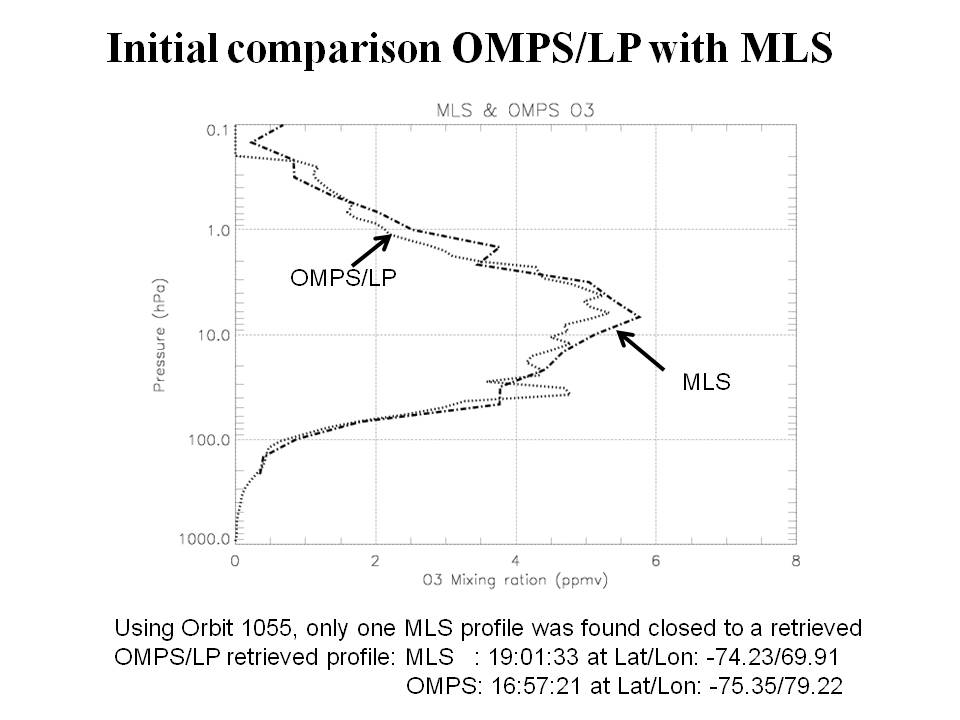 Initial comparison OMPS/LP with MLS
MLS & OMPS O3
0.1
1.0
10.0
100.0
1000.0
Pressure (hPa)
OMPS/LP
MLS
0 2 4 6 8
O3 Mixing ration (ppmv)
Using Orbit 1055, only one MLS profile was found closed to a retrieved
OMPS/LP retrieved profile: MLS : 19:01:33 at Lat/Lon: -74.23/69.91
OMPS: 16:57:21 at Lat/Lon: -75.35/79.22